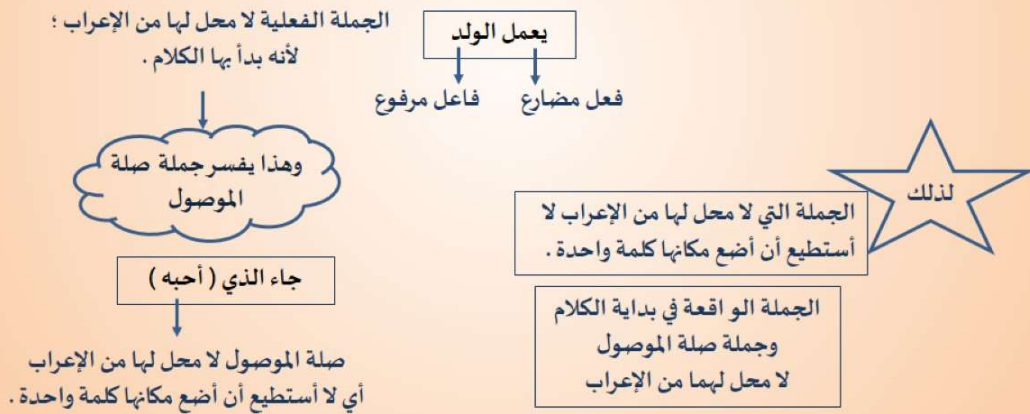 يعمل الولد
فعل مضارع
فاعل مرفوع
الجملة الفعلية لا محل لها من الإعراب ؛
لأنه بدأ بها الكلام .
وهذا يفسر جملة صلة
الموصول
جاء الذي ( أحبه )
صلة الموصول لا محل لها من الإعراب
أي لا أستطيع أن أضع مكانها كلمة واحدة .
لذلك
الجملة التي لا محل لها من الإعراب لا
أستطيع أن أضع مكانها كلمة واحدة .
الجملة الو اقعة في بداية الكلام
وجملة صلة الموصول
لا محل لهما من الإعراب